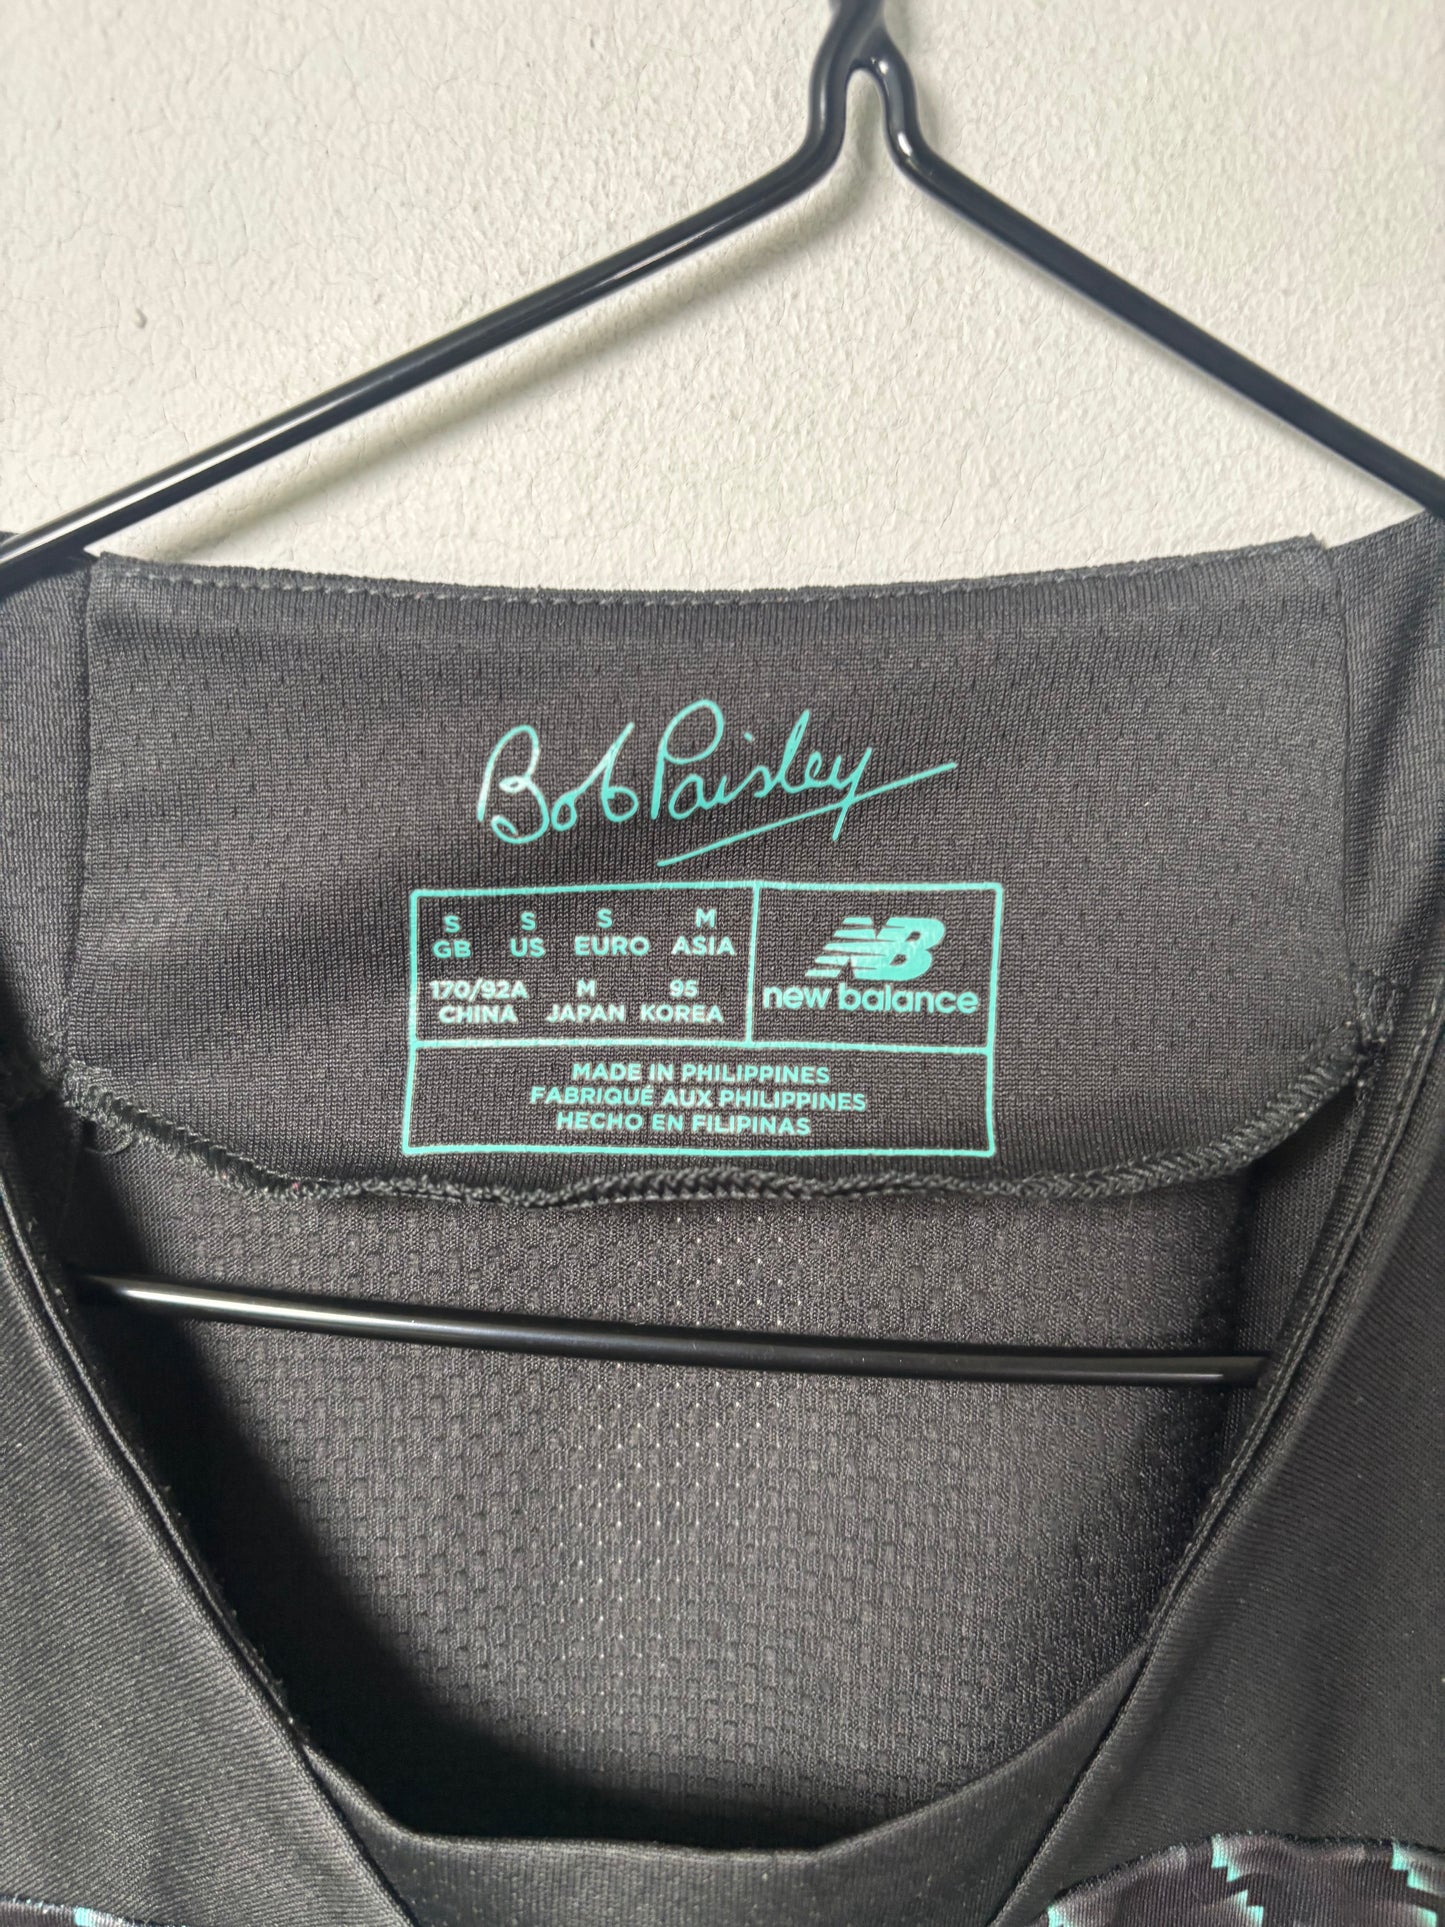 Bob Paisley
S S S M
GB US EURO ASIA
170/92A M 95
CHINA JAPAN KOREA
NB
new balance
MADE IN PHILIPPINES
FABRIQUÉ AUX PHILIPPINES
HECHO EN FILIPINAS